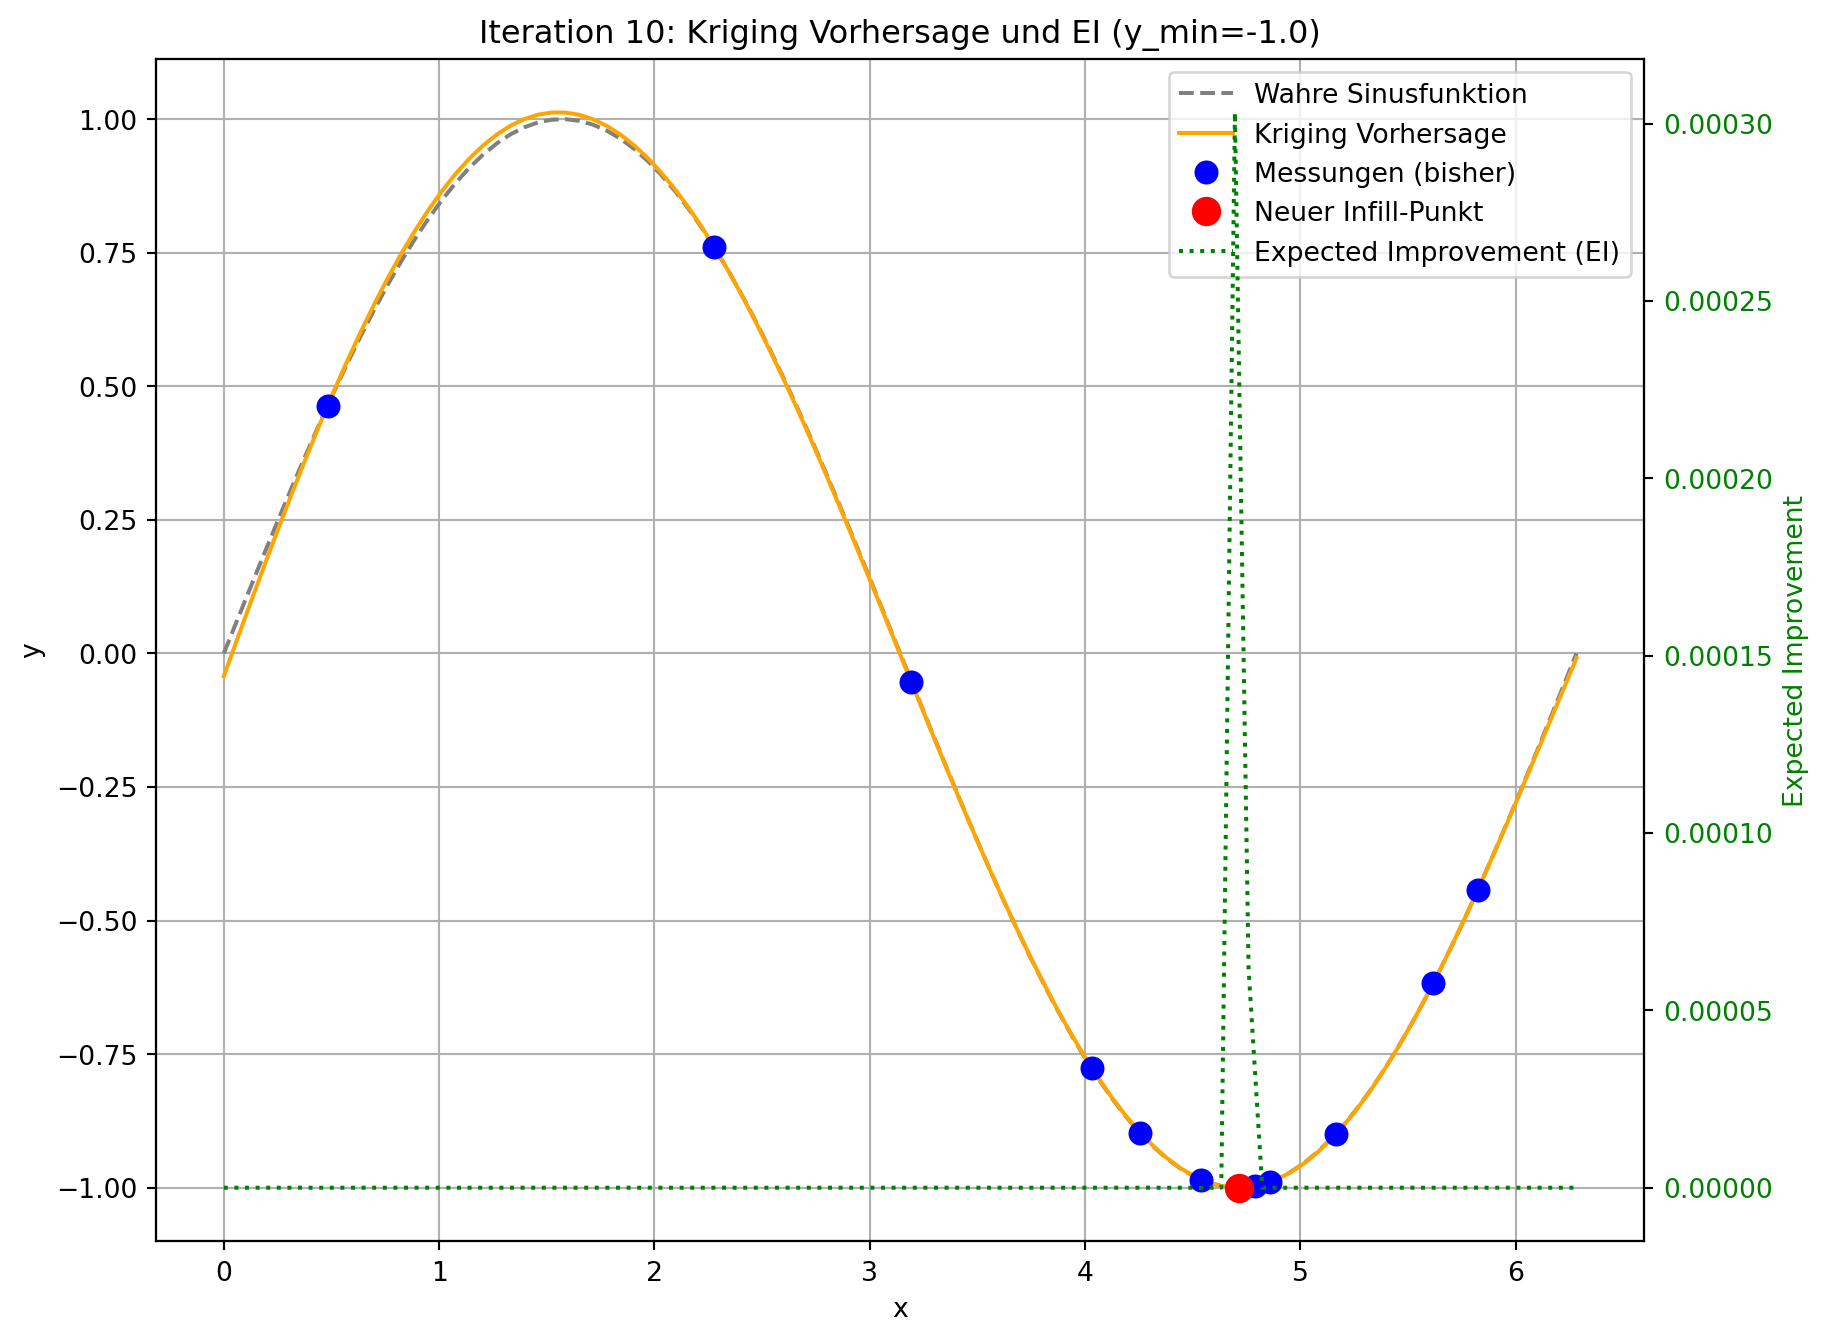 Iteration 10: Kriging Vorhersage und EI (y_min=-1.0)
Wahre Sinusfunktion
Kriging Vorhersage
Messungen (bisher)
Neuer Infill-Punkt
Expected Improvement (EI)
y
1.00
0.75
0.50
0.25
0.00
−0.25
−0.50
−0.75
−1.00
0
1
2
3
4
5
6
x
0.00030
0.00025
0.00020
0.00015
0.00010
0.00005
0.00000
Expected Improvement